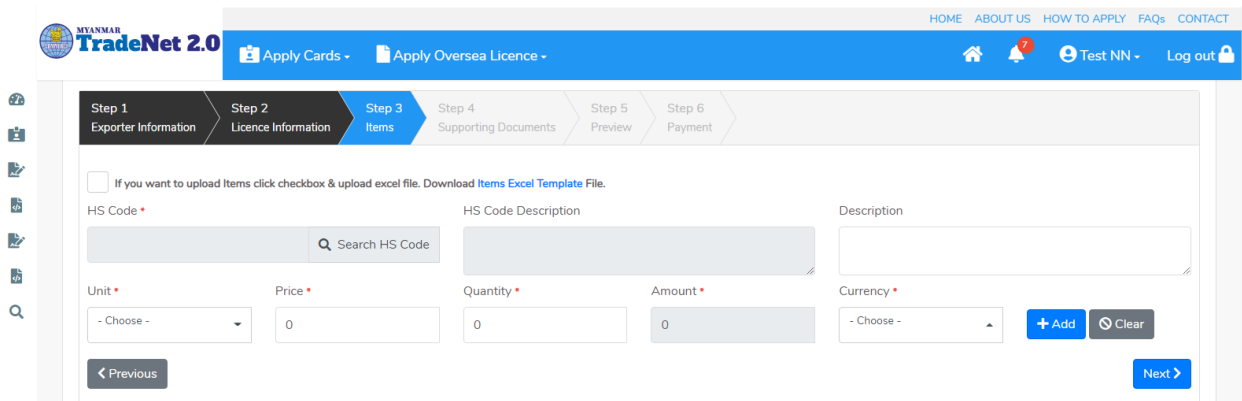 HOME ABOUT US HOW TO APPLY FAQs CONTACT
MYANMAR
TradeNet 2.0
Apply Cards
Apply Oversea Licence
7
Test NN
Log out
Step 1
Exporter Information
Step 2
Licence Information
Step 3
Items
Step 4
Supporting Documents
Step 5
Preview
Step 6
Payment
If you want to upload Items click checkbox & upload excel file. Download Items Excel Template File.
HS Code *
HS Code Description
Description
Search HS Code
Unit *
Price *
Quantity *
Amount *
Currency *
- Choose -
0
0
0
- Choose -
Add
Clear
Previous
Next